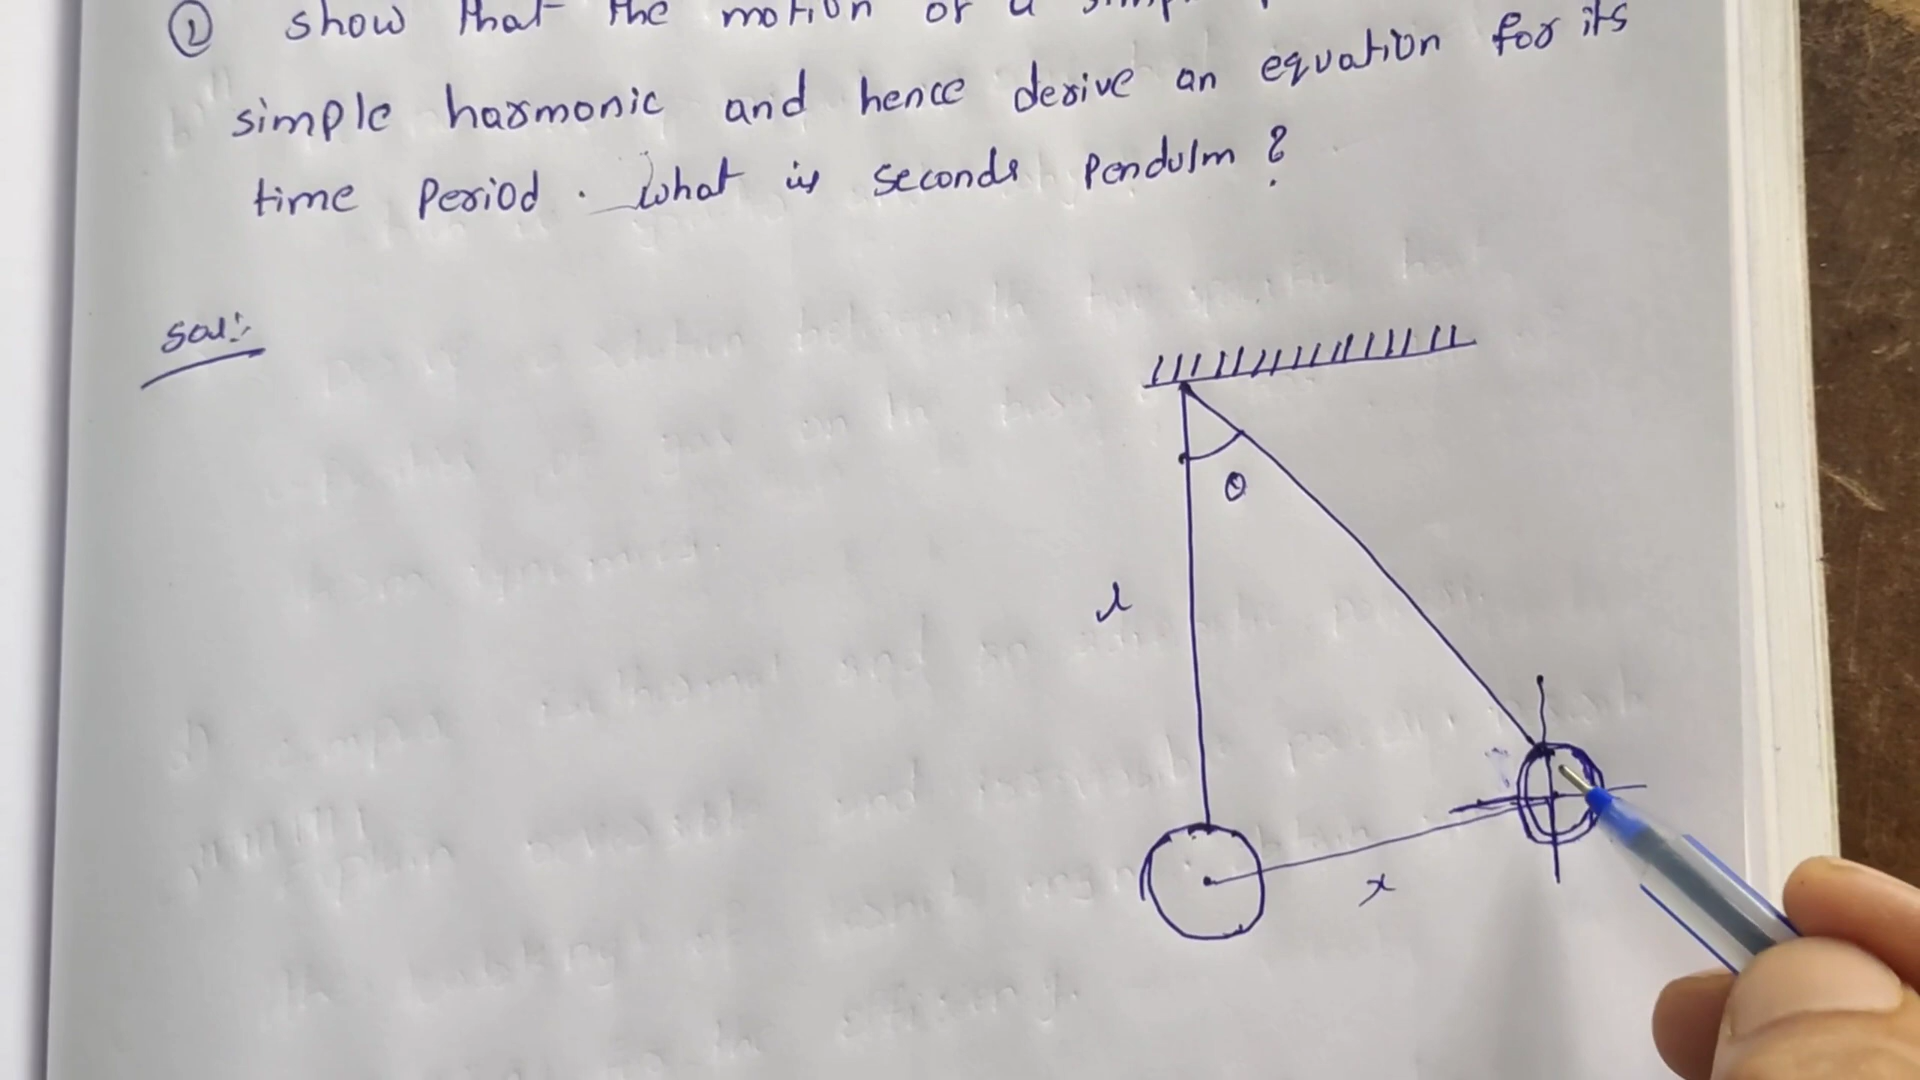 ① show that the motion of a
simple harmonic and hence derive an equation for its
time Period . what is seconds Pendulm ?
Sol:
θ
l
x